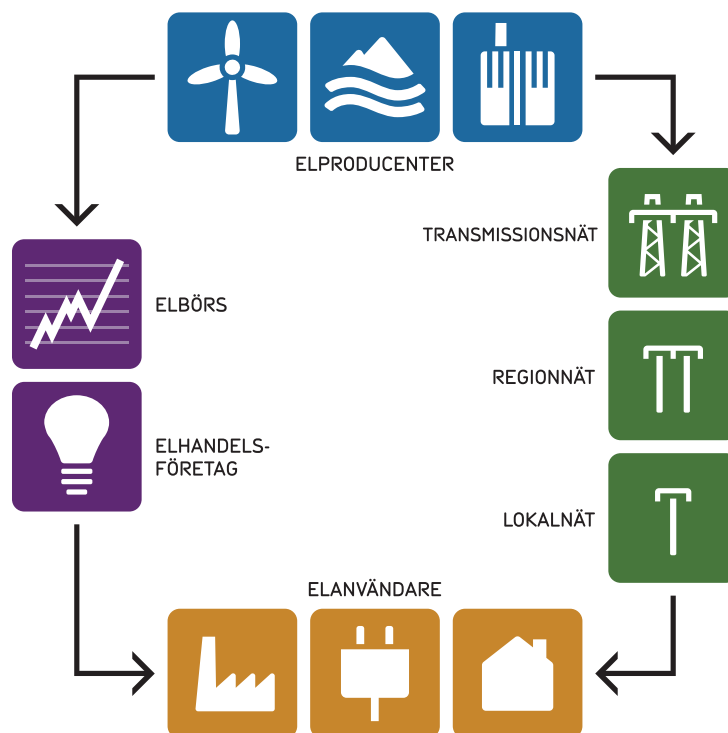 ELPRODUCENTER
TRANSMISSIONSNÄT
ELBÖRS
REGIONNÄT
ELHANDELS-
FÖRETAG
LOKALNÄT
ELANVÄNDARE